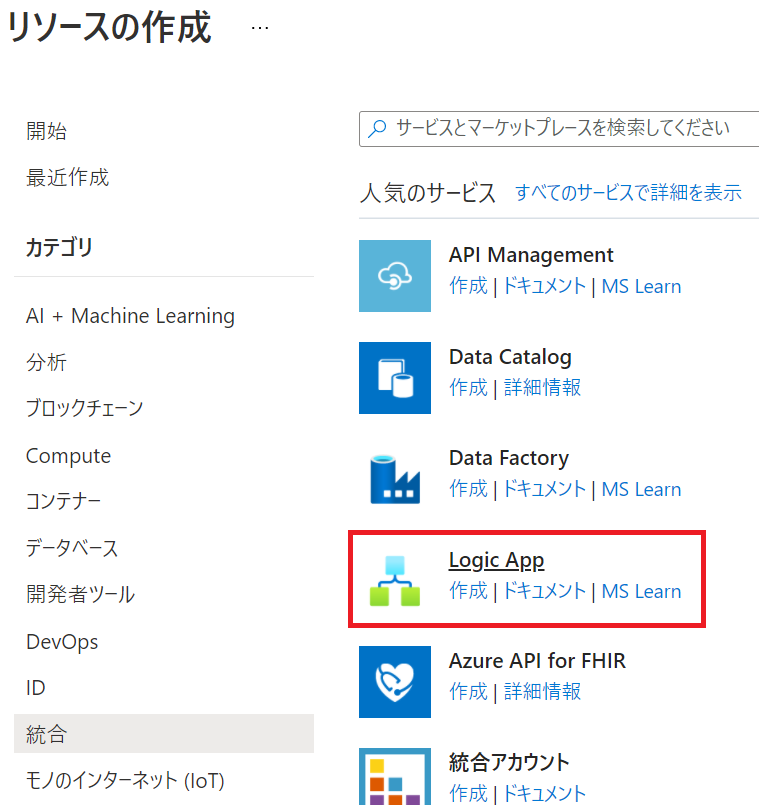 リソースの作成 …
開始
最近作成
カテゴリ
AI + Machine Learning
分析
ブロックチェーン
Compute
コンテナー
データベース
開発者ツール
DevOps
ID
統合
モノのインターネット (IoT)
サービスとマーケットプレースを検索してください
人気のサービス すべてのサービスで詳細を表示
API Management
作成 | ドキュメント | MS Learn
Data Catalog
作成 | 詳細情報
Data Factory
作成 | ドキュメント | MS Learn
Logic App
作成 | ドキュメント | MS Learn
Azure API for FHIR
作成 | 詳細情報
統合アカウント
作成 | ドキュメント